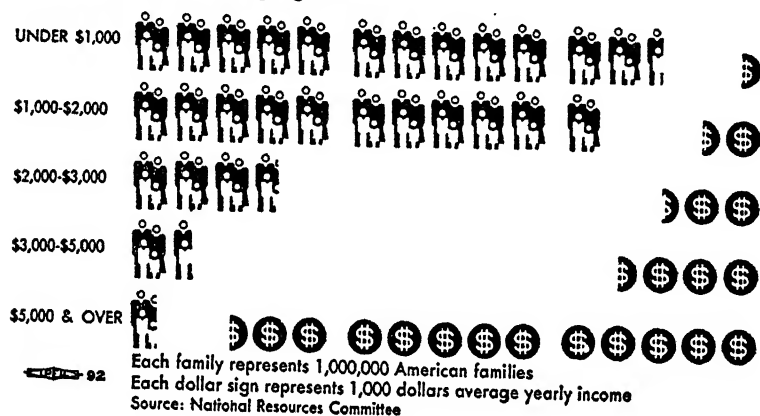 UNDER $1,000
$1,000-$2,000
$2,000-$3,000
$3,000-$5,000
$5,000 & OVER
92
Each family represents 1,000,000 American families
Each dollar sign represents 1,000 dollars average yearly income
Source: National Resources Committee